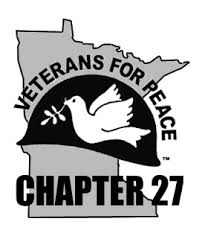 VETERANS FOR PEACE
™
CHAPTER 27